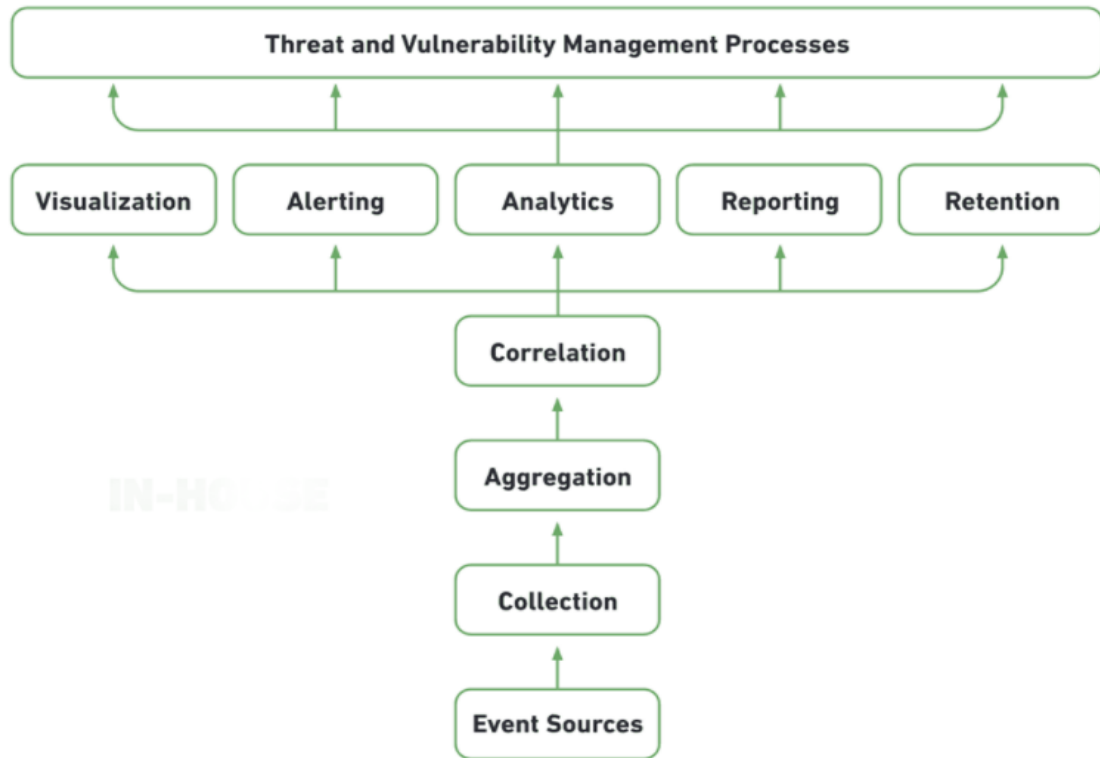 Threat and Vulnerability Management Processes
Visualization
Alerting
Analytics
Reporting
Retention
Correlation
Aggregation
Collection
Event Sources